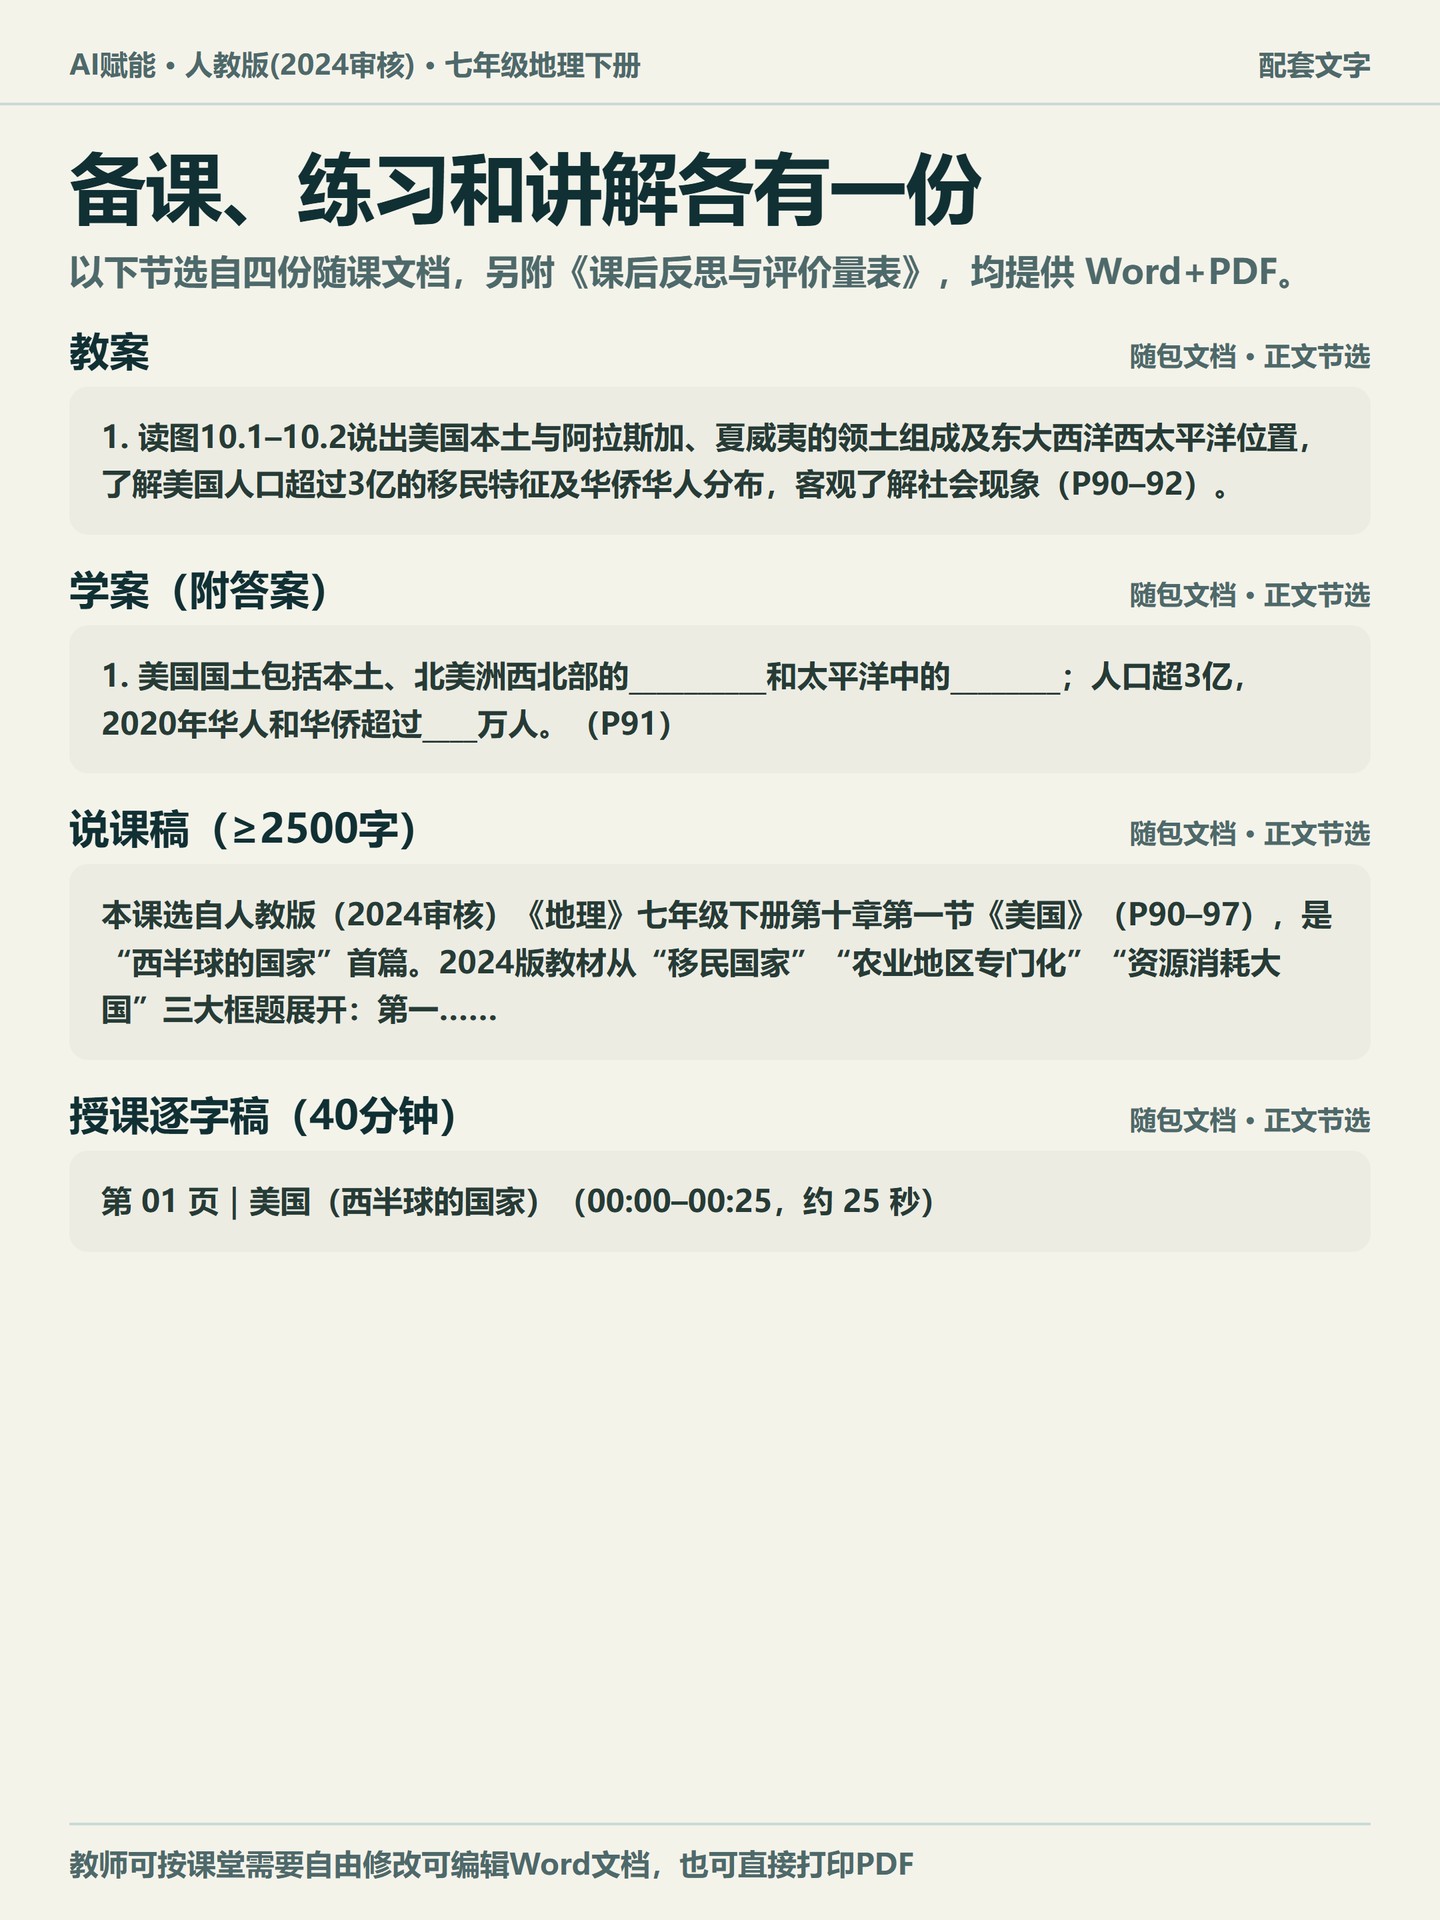 AI赋能 • 人教版(2024审核) • 七年级地理下册
配套文字
备课、练习和讲解各有一份
以下节选自四份随课文档，另附《课后反思与评价量表》，均提供 Word+PDF。
教案
随包文档 • 正文节选
1. 读图10.1–10.2说出美国本土与阿拉斯加、夏威夷的领土组成及东大西洋西太平洋位置，
了解美国人口超过3亿的移民特征及华侨华人分布，客观了解社会现象（P90–92）。
学案（附答案）
随包文档 • 正文节选
1. 美国国土包括本土、北美洲西北部的__________和太平洋中的________；人口超3亿，
2020年华人和华侨超过____万人。（P91）
说课稿（≥2500字）
随包文档 • 正文节选
本课选自人教版（2024审核）《地理》七年级下册第十章第一节《美国》（P90–97），是
“西半球的国家”首篇。2024版教材从“移民国家”“农业地区专门化”“资源消耗大
国”三大框题展开：第一……
授课逐字稿（40分钟）
随包文档 • 正文节选
第 01 页｜美国（西半球的国家）（00:00–00:25，约 25 秒）
教师可按课堂需要自由修改可编辑Word文档，也可直接打印PDF